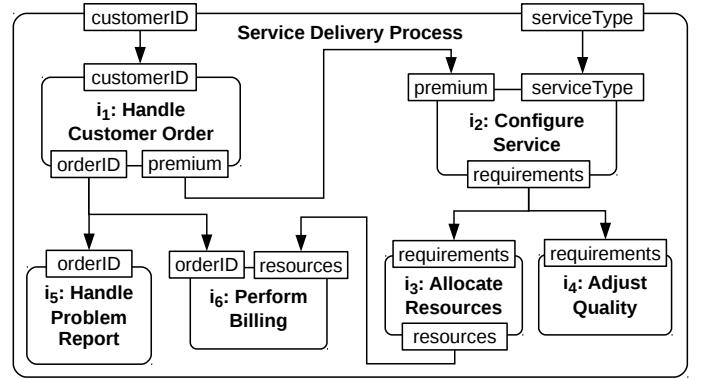 customerID
serviceType
Service Delivery Process
customerID
premium
serviceType
i1: Handle
Customer Order
i2: Configure
Service
orderID
premium
requirements
orderID
orderID
resources
requirements
requirements
i5: Handle
Problem
Report
i6: Perform
Billing
i3: Allocate
Resources
i4: Adjust
Quality
resources